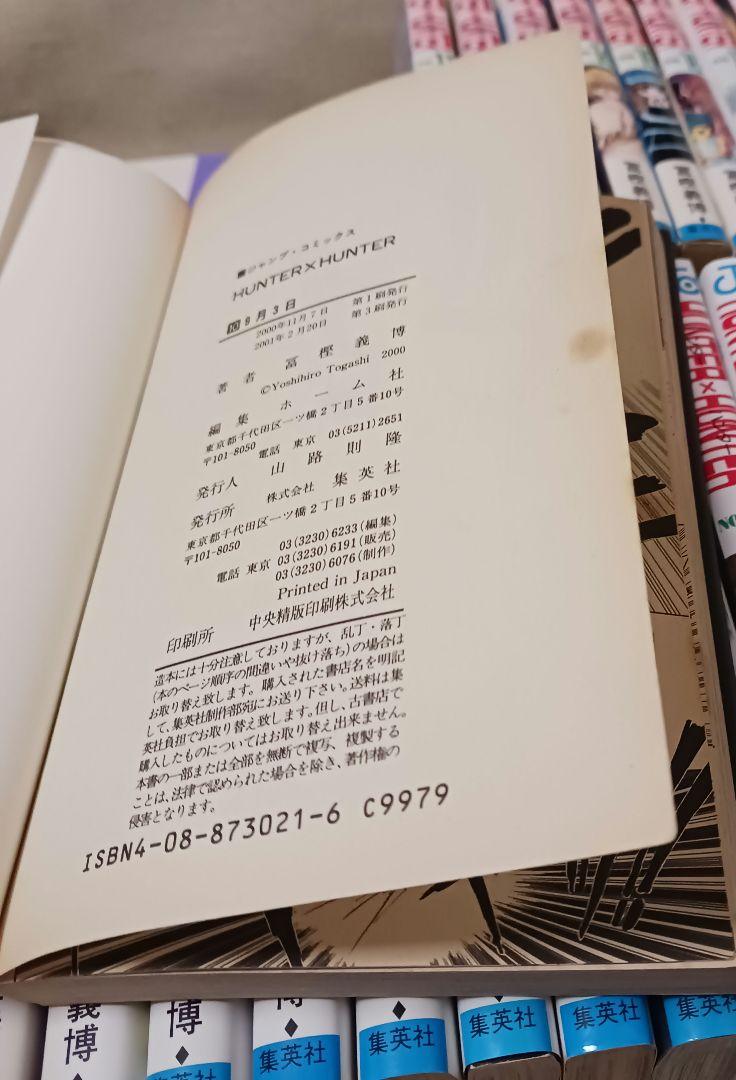 ■ジャンプ・コミックス
HUNTER×HUNTER
10 9月3日
2000年11月7日 第1刷発行
2001年2月20日 第3刷発行
著者 冨樫義博
©Yoshihiro Togashi 2000
編集 ホーム社
東京都千代田区一ツ橋2丁目5番10号
〒101-8050 電話 東京 03(5211)2651
発行人 山路則隆
発行所 株式会社 集英社
東京都千代田区一ツ橋2丁目5番10号
〒101-8050
03(3230)6233(編集)
電話 東京 03(3230)6191(販売)
03(3230)6076(制作)
Printed in Japan
印刷所 中央精版印刷株式会社
造本には十分注意しておりますが、乱丁・落丁
(本のページ順序の間違いや抜け落ち)の場合は
お取り替え致します。購入された書店名を明記
して、集英社制作部宛にお送り下さい。送料は集
英社負担でお取り替え致します。但し、古書店で
購入したものについてはお取り替え出来ません。
本書の一部または全部を無断で複写、複製する
ことは、法律で認められた場合を除き、著作権の
侵害となります。
ISBN4-08-873021-6 C9979
義博
博
博
集英社
集英社
集英社
集英社
集英社
集英社